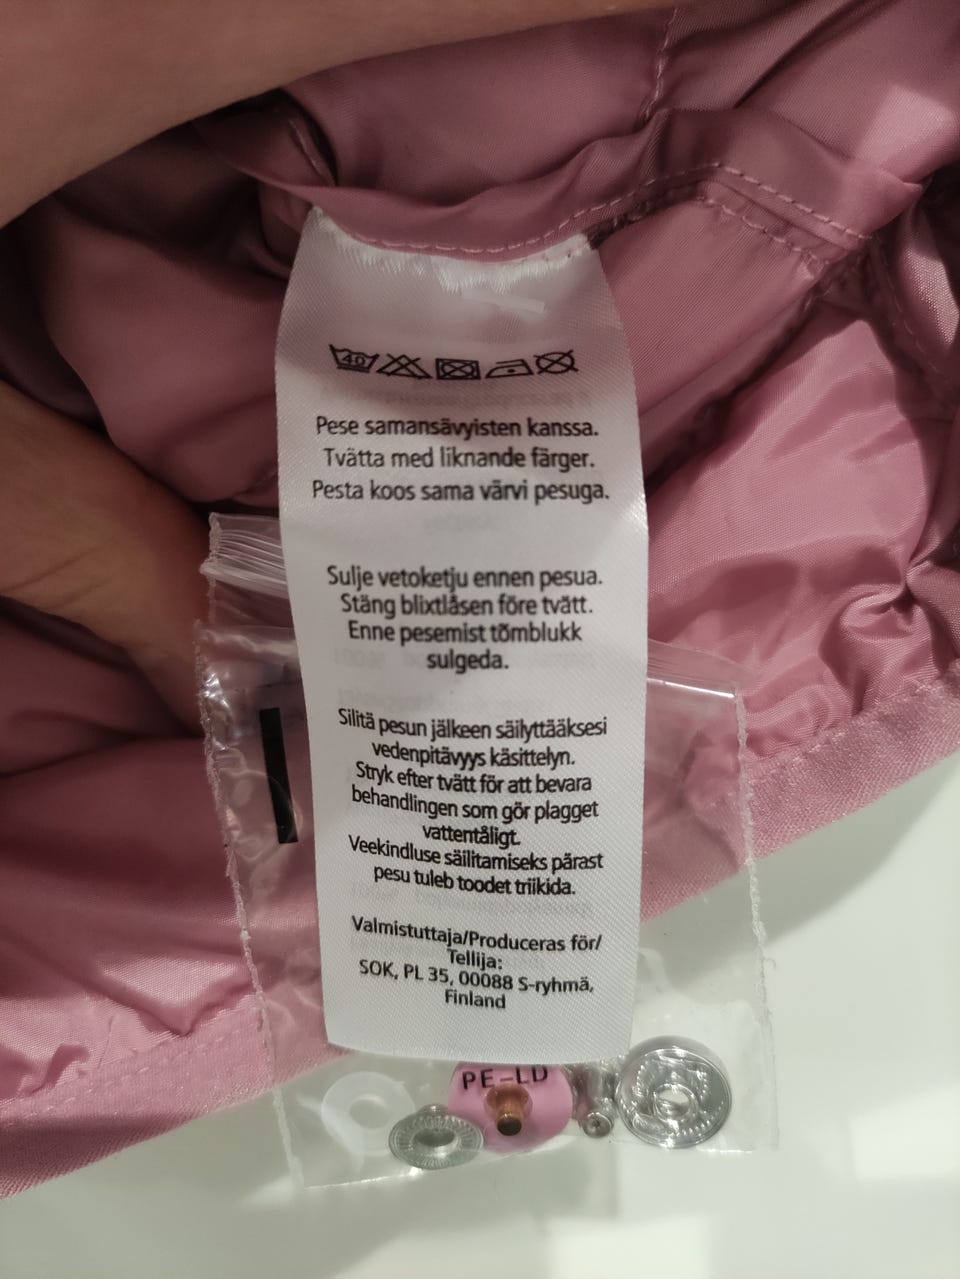 40
Pese samansävyisten kanssa.
Tvätta med liknande färger.
Pesta koos sama värvi pesuga.
Sulje vetoketju ennen pesua.
Stäng blixtlåsen före tvätt.
Enne pesemist tõmblukk
sulgeda.
Silitä pesun jälkeen säilyttääksesi
vedenpitävyys käsittelyn.
Stryk efter tvätt för att bevara
behandlingen som gör plagget
vattentåligt.
Veekindluse säilitamiseks pärast
pesu tuleb toodet triikida.
Valmistuttaja/Produceras för/
Tellija:
SOK, PL 35, 00088 S-ryhmä,
Finland
PE-LD